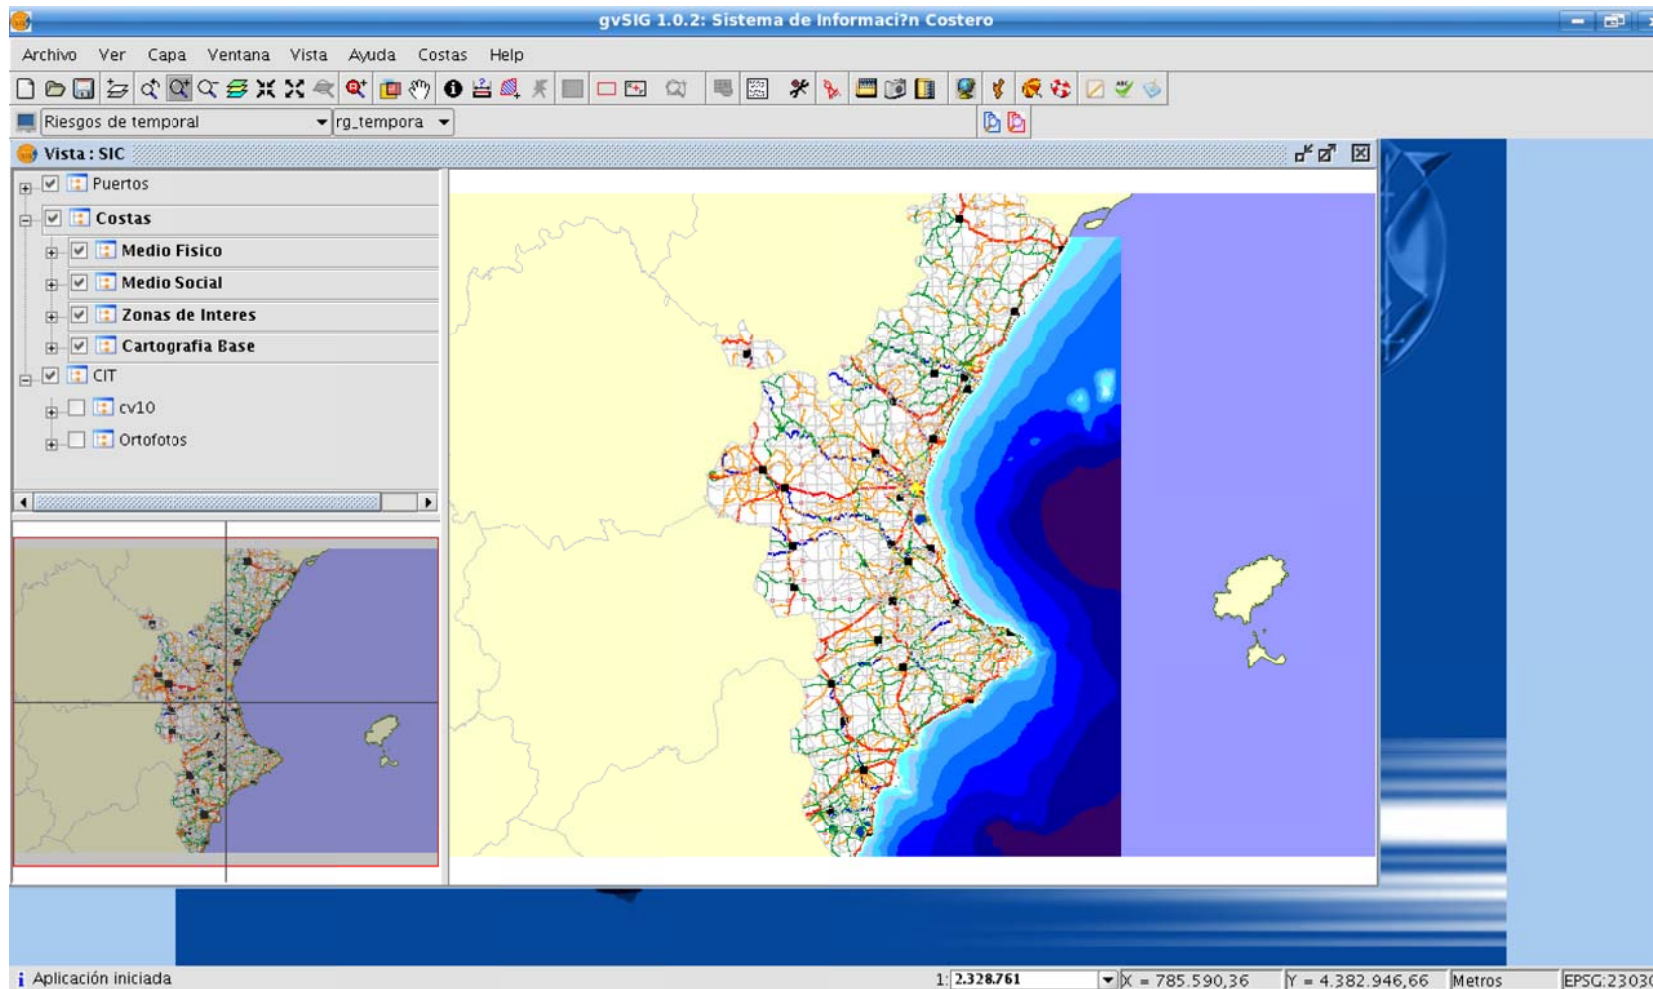 gvSIG 1.0.2: Sistema de Informaci?n Costero
Archivo Ver Capa Ventana Vista Ayuda Costas Help
Riesgos de temporal rg_tempora
Vista : SIC
Puertos
Costas
Medio Fisico
Medio Social
Zonas de Interes
Cartografia Base
CIT
cv10
Ortofotos
Aplicación iniciada 1: 2.328.761 X = 785.590,36 Y = 4.382.946,66 Metros EPSG:23030